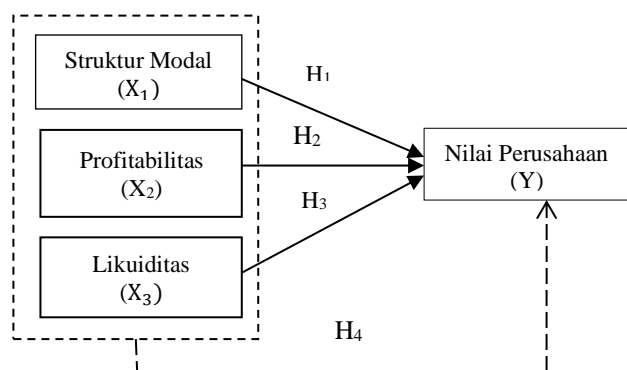 Struktur Modal
(X₁)
H₁
H₂
Profitabilitas
(X₂)
Nilai Perusahaan
(Y)
H₃
Likuiditas
(X₃)
H₄